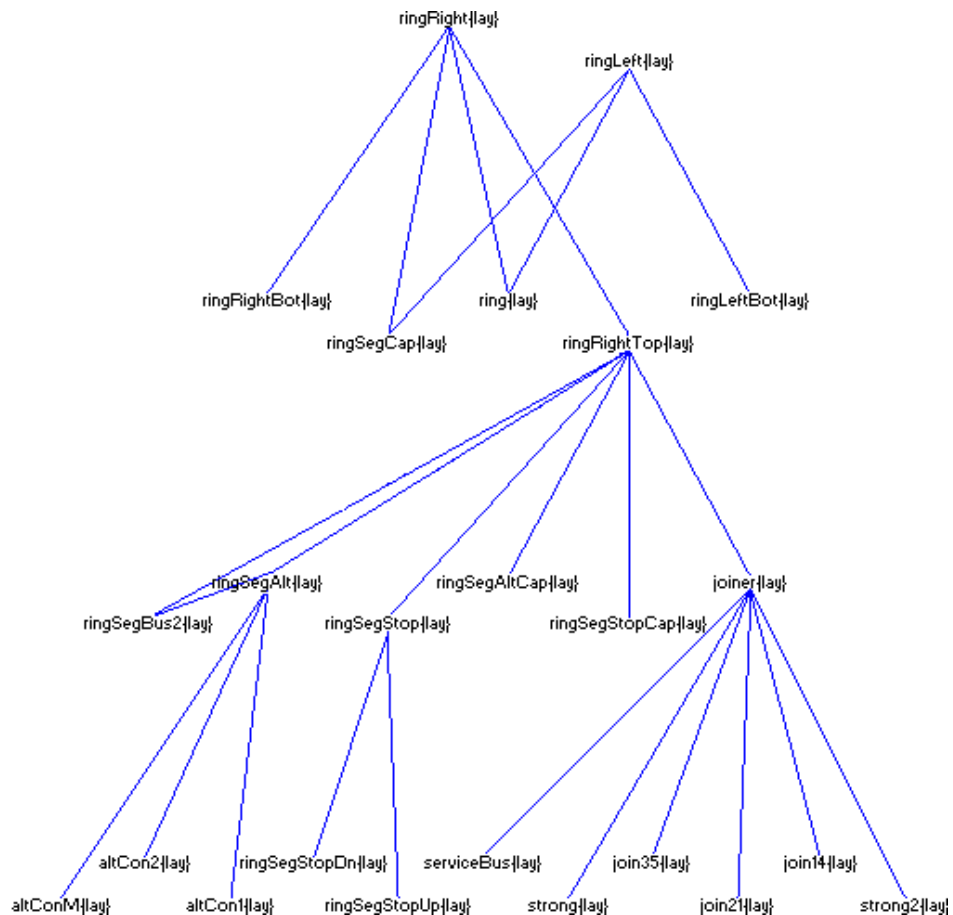 ringRight{lay}
ringLeft{lay}
ringRightBot{lay}
ring{lay}
ringLeftBot{lay}
ringSegCap{lay}
ringRightTop{lay}
ringSegAlt{lay}
ringSegAltCap{lay}
joiner{lay}
ringSegBus2{lay}
ringSegStop{lay}
ringSegStopCap{lay}
altCon2{lay}
ringSegStopDn{lay}
serviceBus{lay}
join35{lay}
join14{lay}
altConM{lay}
altCon1{lay}
ringSegStopUp{lay}
strong{lay}
join21{lay}
strong2{lay}